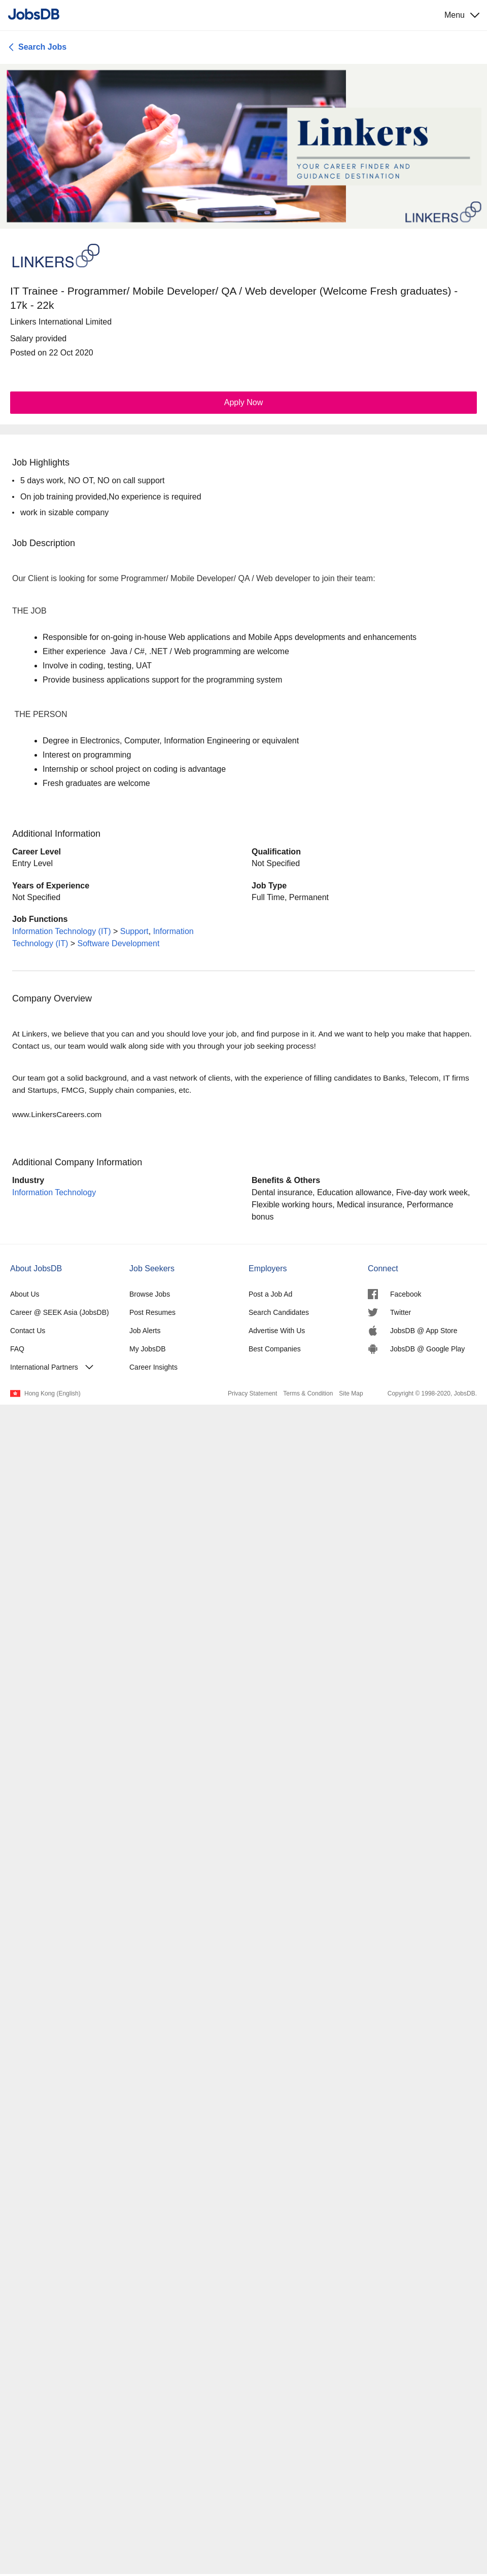 JobsDB
Menu
Search Jobs
Linkers
YOUR CAREER FINDER AND
GUIDANCE DESTINATION
LINKERS
LINKERS
IT Trainee - Programmer/ Mobile Developer/ QA / Web developer (Welcome Fresh graduates) -
17k - 22k
Linkers International Limited
Salary provided
Posted on 22 Oct 2020
Apply Now
Job Highlights
• 5 days work, NO OT, NO on call support
• On job training provided,No experience is required
• work in sizable company
Job Description
Our Client is looking for some Programmer/ Mobile Developer/ QA / Web developer to join their team:
THE JOB
• Responsible for on-going in-house Web applications and Mobile Apps developments and enhancements
• Either experience  Java / C#, .NET / Web programming are welcome
• Involve in coding, testing, UAT
• Provide business applications support for the programming system
THE PERSON
• Degree in Electronics, Computer, Information Engineering or equivalent
• Interest on programming
• Internship or school project on coding is advantage
• Fresh graduates are welcome
Additional Information
Career Level
Entry Level
Qualification
Not Specified
Years of Experience
Not Specified
Job Type
Full Time, Permanent
Job Functions
Information Technology (IT) > Support, Information
Technology (IT) > Software Development
Company Overview
At Linkers, we believe that you can and you should love your job, and find purpose in it. And we want to help you make that happen.
Contact us, our team would walk along side with you through your job seeking process!
Our team got a solid background, and a vast network of clients, with the experience of filling candidates to Banks, Telecom, IT firms
and Startups, FMCG, Supply chain companies, etc.
www.LinkersCareers.com
Additional Company Information
Industry
Information Technology
Benefits & Others
Dental insurance, Education allowance, Five-day work week,
Flexible working hours, Medical insurance, Performance
bonus
About JobsDB
About Us
Career @ SEEK Asia (JobsDB)
Contact Us
FAQ
International Partners
Job Seekers
Browse Jobs
Post Resumes
Job Alerts
My JobsDB
Career Insights
Employers
Post a Job Ad
Search Candidates
Advertise With Us
Best Companies
Connect
Facebook
Twitter
JobsDB @ App Store
JobsDB @ Google Play
Hong Kong (English)
Privacy Statement Terms & Condition Site Map
Copyright © 1998-2020, JobsDB.